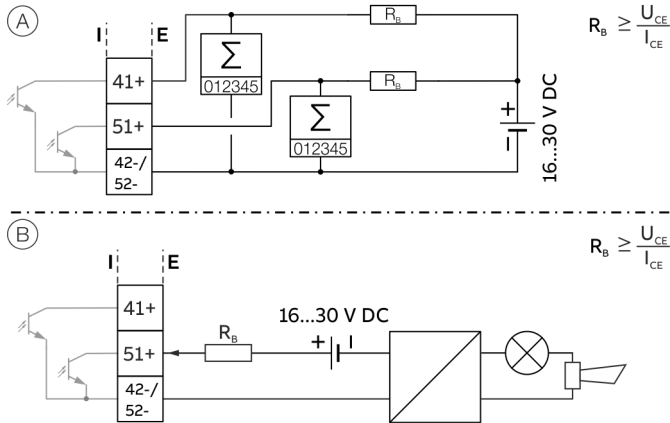 A
I E
R_B
R_B ≥ U_CE / I_CE
Σ
012345
41+
R_B
Σ
012345
51+
+
−
16...30 V DC
42-/
52-
B
I E
R_B ≥ U_CE / I_CE
41+
16...30 V DC
R_B
+ −
51+
42-/
52-